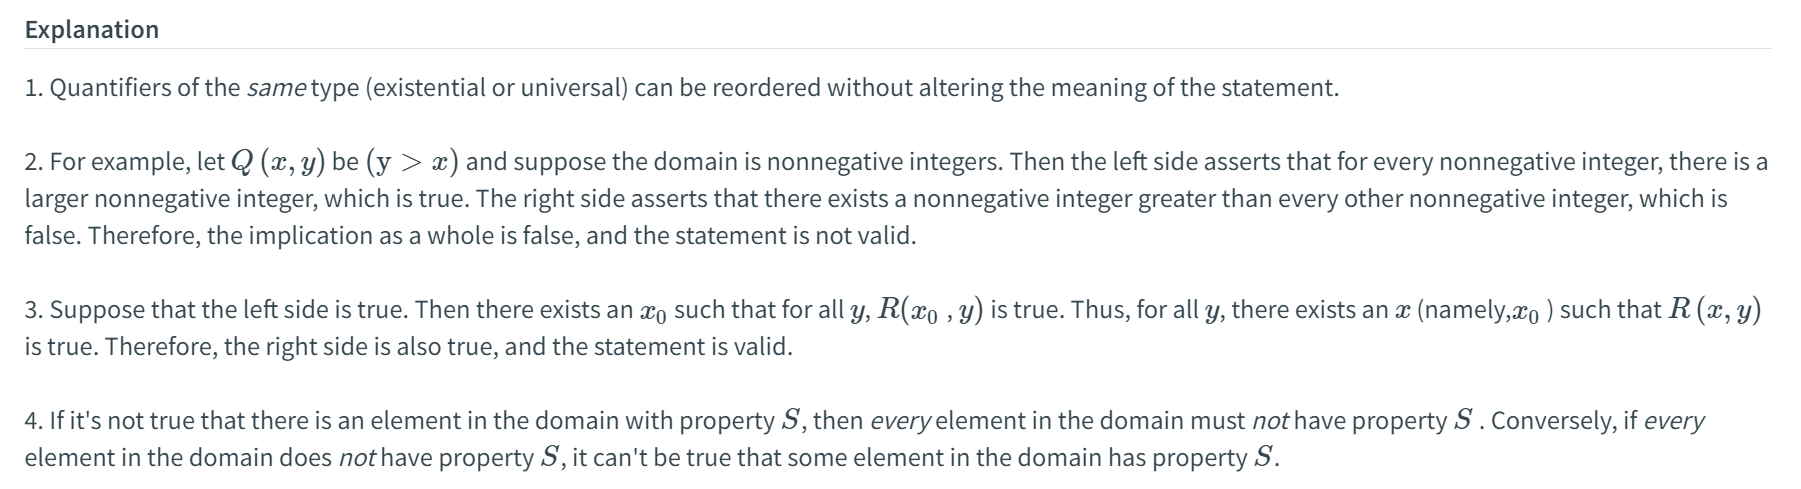 Explanation
1. Quantifiers of the same type (existential or universal) can be reordered without altering the meaning of the statement.
2. For example, let Q (x, y) be (y > x) and suppose the domain is nonnegative integers. Then the left side asserts that for every nonnegative integer, there is a
larger nonnegative integer, which is true. The right side asserts that there exists a nonnegative integer greater than every other nonnegative integer, which is
false. Therefore, the implication as a whole is false, and the statement is not valid.
3. Suppose that the left side is true. Then there exists an x₀ such that for all y, R(x₀ , y) is true. Thus, for all y, there exists an x (namely,x₀ ) such that R (x, y)
is true. Therefore, the right side is also true, and the statement is valid.
4. If it's not true that there is an element in the domain with property S, then every element in the domain must not have property S . Conversely, if every
element in the domain does not have property S, it can't be true that some element in the domain has property S.